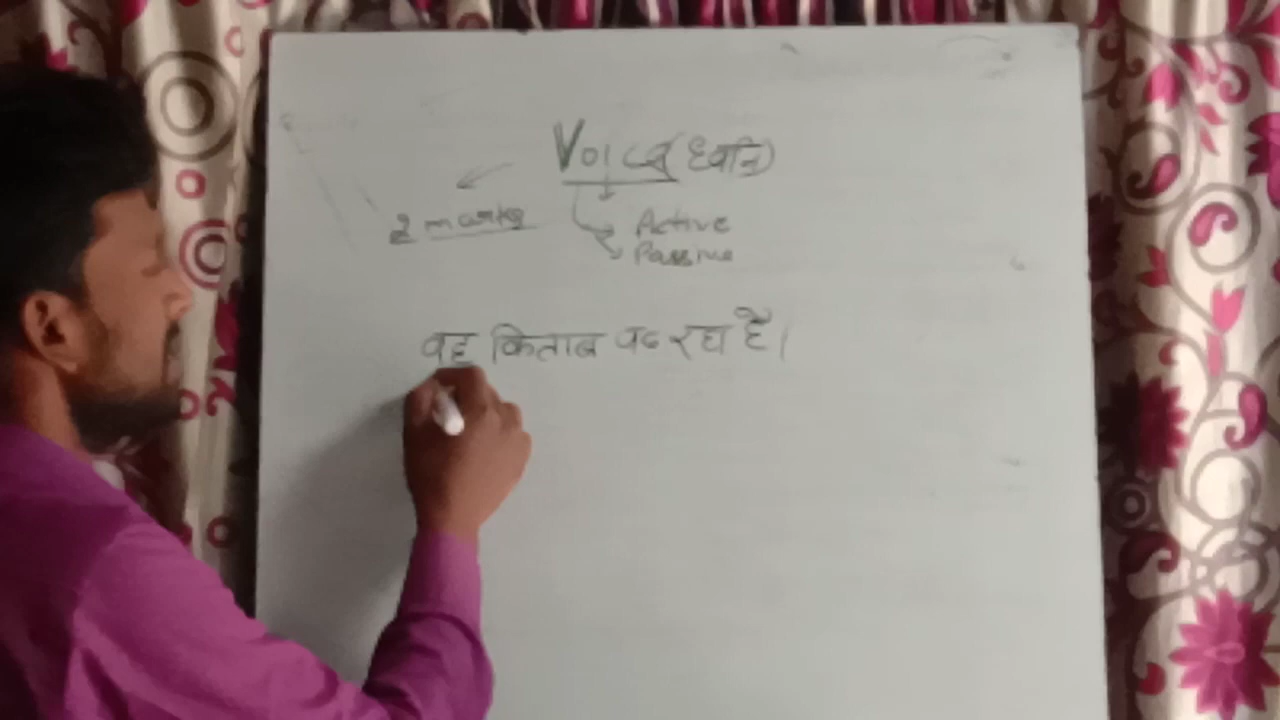 Voice (ध्वनि)
2 marks
Active
Passive
वह किताब पढ रहा है।